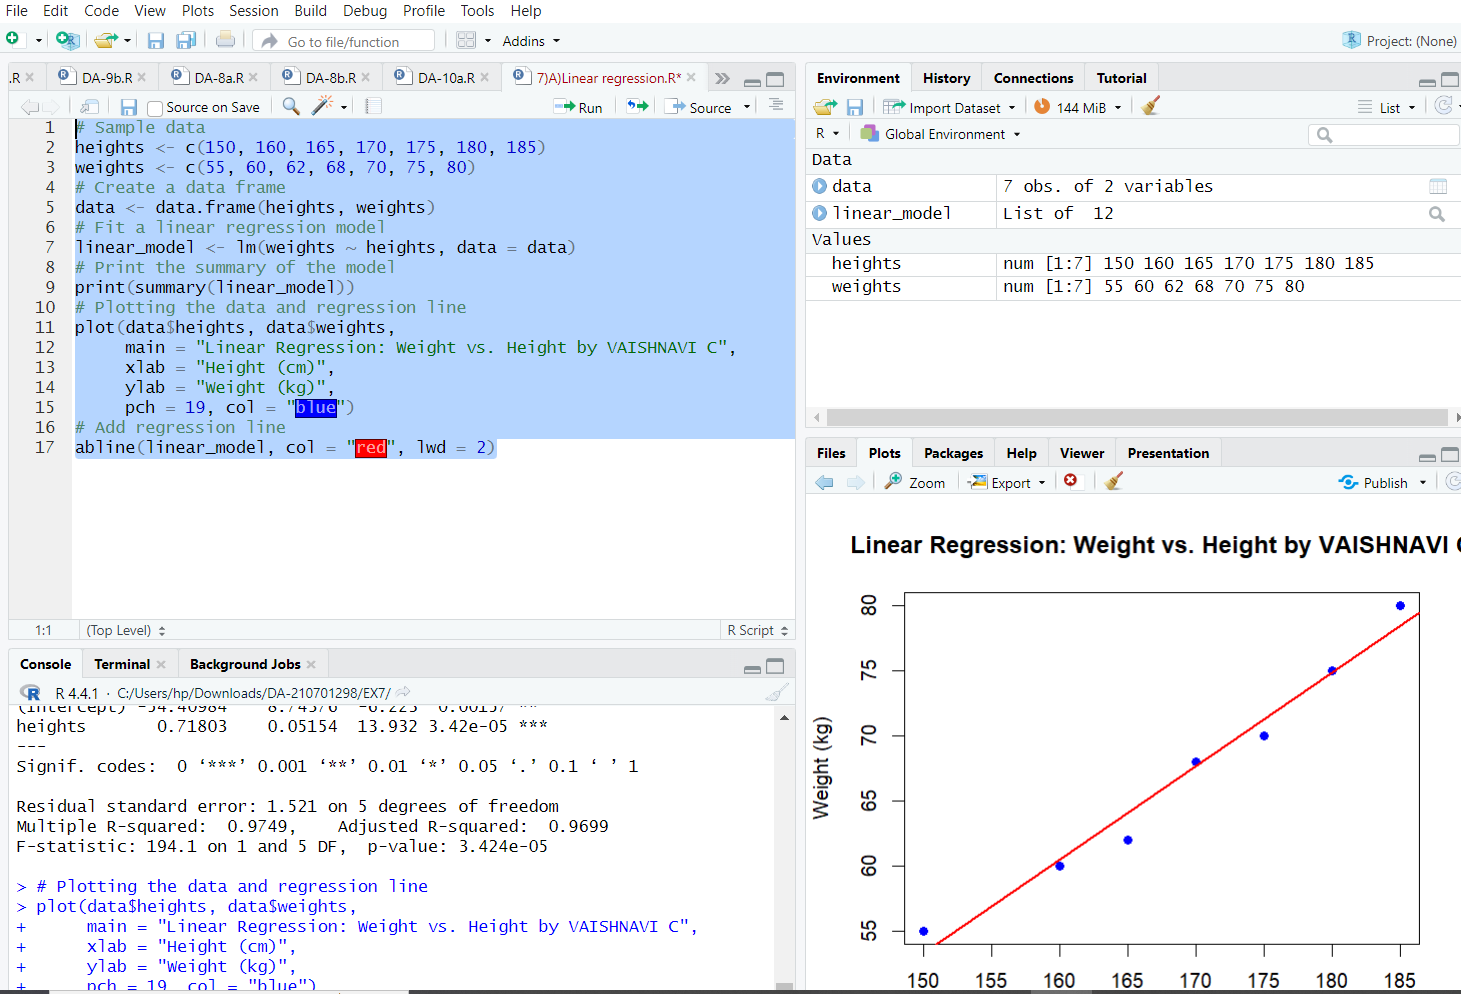 File Edit Code View Plots Session Build Debug Profile Tools Help
Go to file/function Addins Project: (None)
.R DA-9b.R DA-8a.R DA-8b.R DA-10a.R 7)A)Linear regression.R*
Source on Save Run Source
1 # Sample data
2 heights <- c(150, 160, 165, 170, 175, 180, 185)
3 weights <- c(55, 60, 62, 68, 70, 75, 80)
4 # Create a data frame
5 data <- data.frame(heights, weights)
6 # Fit a linear regression model
7 linear_model <- lm(weights ~ heights, data = data)
8 # Print the summary of the model
9 print(summary(linear_model))
10 # Plotting the data and regression line
11 plot(data$heights, data$weights,
12 main = "Linear Regression: Weight vs. Height by VAISHNAVI C",
13 xlab = "Height (cm)",
14 ylab = "Weight (kg)",
15 pch = 19, col = "blue")
16 # Add regression line
17 abline(linear_model, col = "red", lwd = 2)
1:1 (Top Level) R Script
Console Terminal Background Jobs
R 4.4.1 · C:/Users/hp/Downloads/DA-210701298/EX7/
(Intercept) -54.40984 8.74376 -6.223 0.00157 **
heights 0.71803 0.05154 13.932 3.42e-05 ***
---
Signif. codes: 0 ‘***’ 0.001 ‘**’ 0.01 ‘*’ 0.05 ‘.’ 0.1 ‘ ’ 1
Residual standard error: 1.521 on 5 degrees of freedom
Multiple R-squared: 0.9749, Adjusted R-squared: 0.9699
F-statistic: 194.1 on 1 and 5 DF, p-value: 3.424e-05
> # Plotting the data and regression line
> plot(data$heights, data$weights,
+ main = "Linear Regression: Weight vs. Height by VAISHNAVI C",
+ xlab = "Height (cm)",
+ ylab = "Weight (kg)",
+ pch = 19, col = "blue")
Environment History Connections Tutorial
Import Dataset 144 MiB List
R Global Environment
Data
data 7 obs. of 2 variables
linear_model List of 12
Values
heights num [1:7] 150 160 165 170 175 180 185
weights num [1:7] 55 60 62 68 70 75 80
Files Plots Packages Help Viewer Presentation
Zoom Export Publish
Linear Regression: Weight vs. Height by VAISHNAVI C
Weight (kg)
80
75
70
65
60
55
150 155 160 165 170 175 180 185